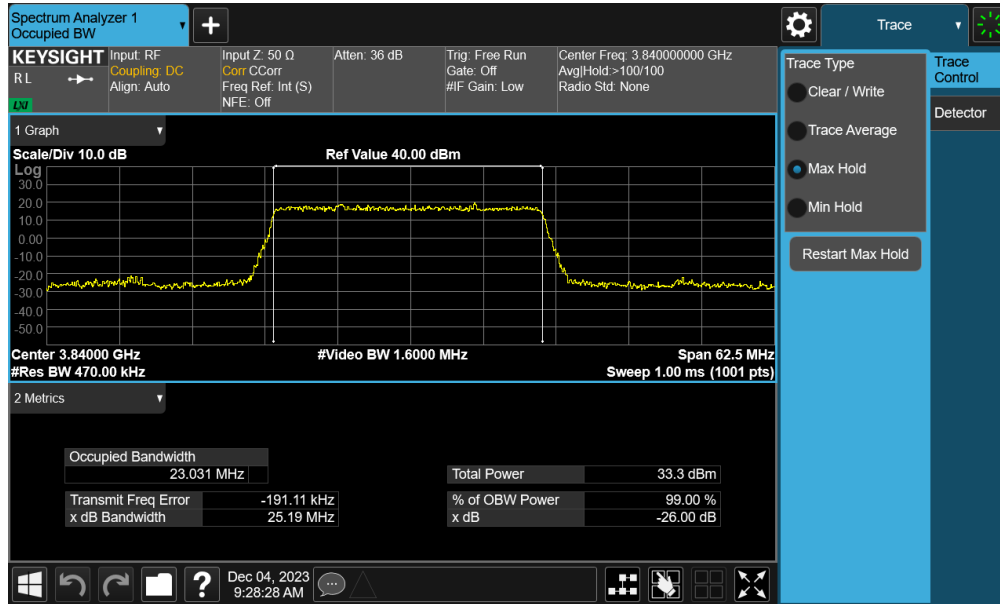 Spectrum Analyzer 1
Occupied BW
Trace
KEYSIGHT
R L
LXI
Input: RF
Coupling: DC
Align: Auto
Input Z: 50 Ω
Corr CCorr
Freq Ref: Int (S)
NFE: Off
Atten: 36 dB
Trig: Free Run
Gate: Off
#IF Gain: Low
Center Freq: 3.840000000 GHz
Avg|Hold:>100/100
Radio Std: None
1 Graph
Scale/Div 10.0 dB
Ref Value 40.00 dBm
Log
30.0
20.0
10.0
0.00
-10.0
-20.0
-30.0
-40.0
-50.0
Center 3.84000 GHz
#Video BW 1.6000 MHz
Span 62.5 MHz
#Res BW 470.00 kHz
Sweep 1.00 ms (1001 pts)
2 Metrics
Occupied Bandwidth
23.031 MHz
Total Power 33.3 dBm
Transmit Freq Error -191.11 kHz
% of OBW Power 99.00 %
x dB Bandwidth 25.19 MHz
x dB -26.00 dB
Dec 04, 2023
9:28:28 AM
Trace Type
Clear / Write
Trace Average
Max Hold
Min Hold
Restart Max Hold
Trace
Control
Detector